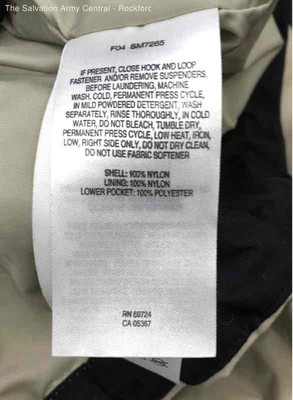 The Salvation Army Central - Rockford
F04 SM7265
IF PRESENT, CLOSE HOOK AND LOOP
FASTENER AND/OR REMOVE SUSPENDERS,
BEFORE LAUNDERING, MACHINE
WASH, COLD, PERMANENT PRESS CYCLE,
IN MILD POWDERED DETERGENT, WASH
SEPARATELY, RINSE THOROUGHLY, IN COLD
WATER, DO NOT BLEACH, TUMBLE DRY,
PERMANENT PRESS CYCLE, LOW HEAT, IRON,
LOW, RIGHT SIDE ONLY, DO NOT DRY CLEAN,
DO NOT USE FABRIC SOFTENER
SHELL: 100% NYLON
LINING: 100% NYLON
LOWER POCKET: 100% POLYESTER
RN 69724
CA 05367